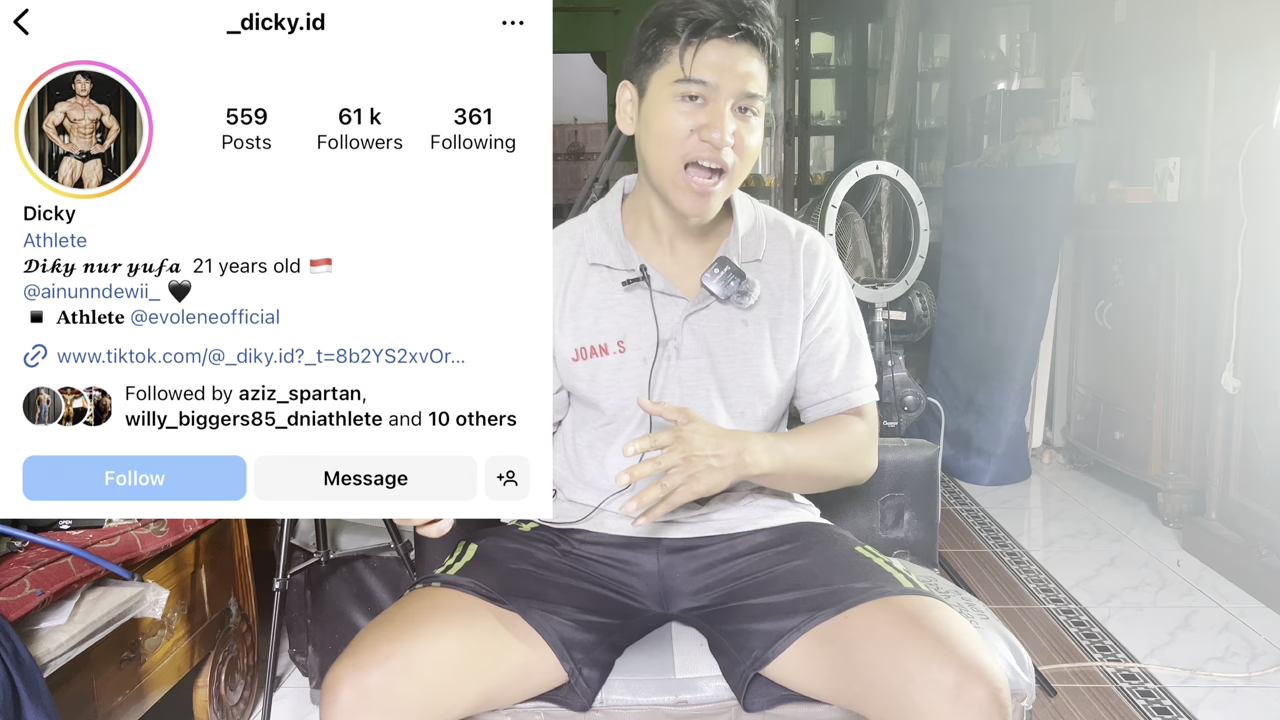 _dicky.id
559
Posts
61 k
Followers
361
Following
Dicky
Athlete
𝓓𝓲𝓴𝔂 𝓷𝓾𝓻 𝔂𝓾𝓯𝓪 21 years old 🇮🇩
@ainunndewii_ 🖤
▪️ 𝐀𝐭𝐡𝐥𝐞𝐭𝐞 @evoleneofficial
www.tiktok.com/@_diky.id?_t=8b2YS2xvOr...
Followed by aziz_spartan,
willy_biggers85_dniathlete and 10 others
Follow
Message
JOAN.S
OPEN